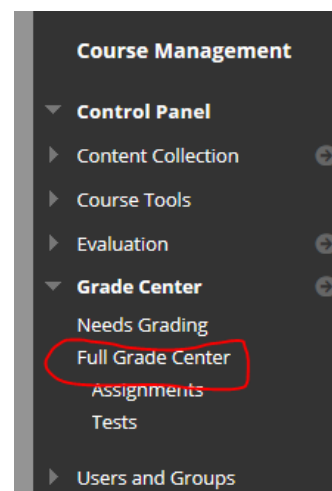 Course Management
Control Panel
Content Collection
Course Tools
Evaluation
Grade Center
Needs Grading
Full Grade Center
Assignments
Tests
Users and Groups